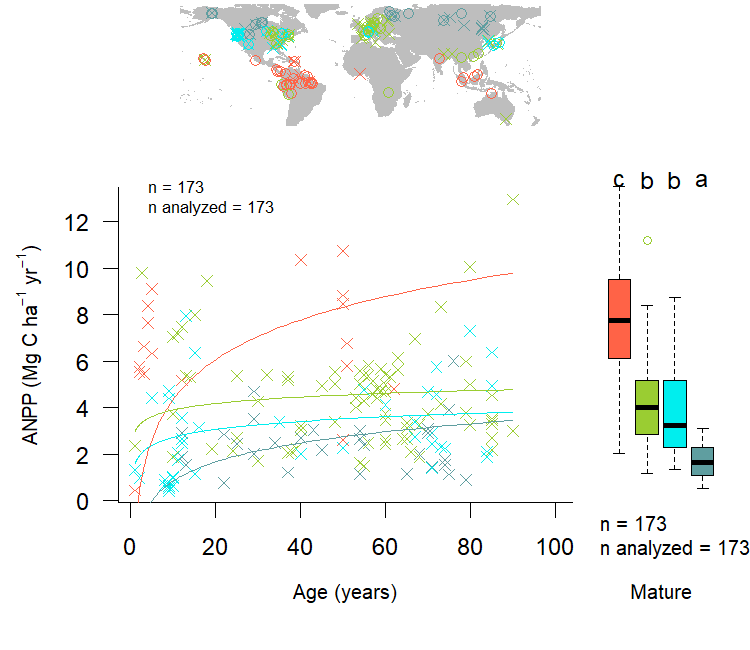 n = 173
n analyzed = 173
c b b a
12
10
8
6
4
2
0
ANPP (Mg C ha⁻¹ yr⁻¹)
0 20 40 60 80 100
Age (years)
n = 173
n analyzed = 173
Mature